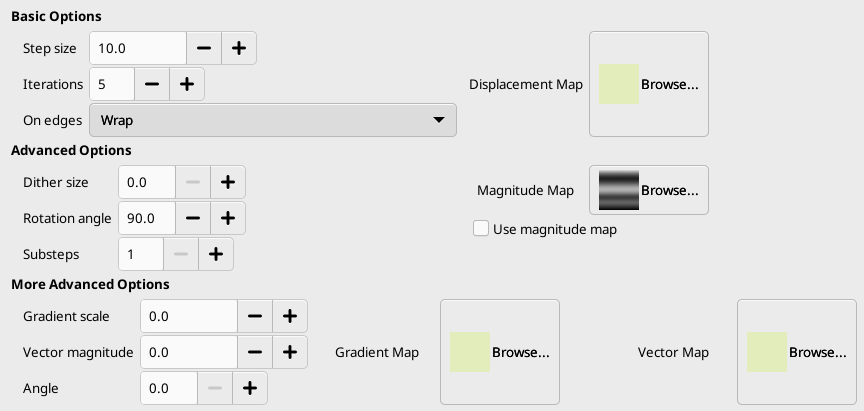 Basic Options
Step size 10.0
Iterations 5
Displacement Map Browse...
On edges Wrap
Advanced Options
Dither size 0.0
Magnitude Map Browse...
Rotation angle 90.0
Use magnitude map
Substeps 1
More Advanced Options
Gradient scale 0.0
Vector magnitude 0.0
Gradient Map Browse...
Vector Map Browse...
Angle 0.0